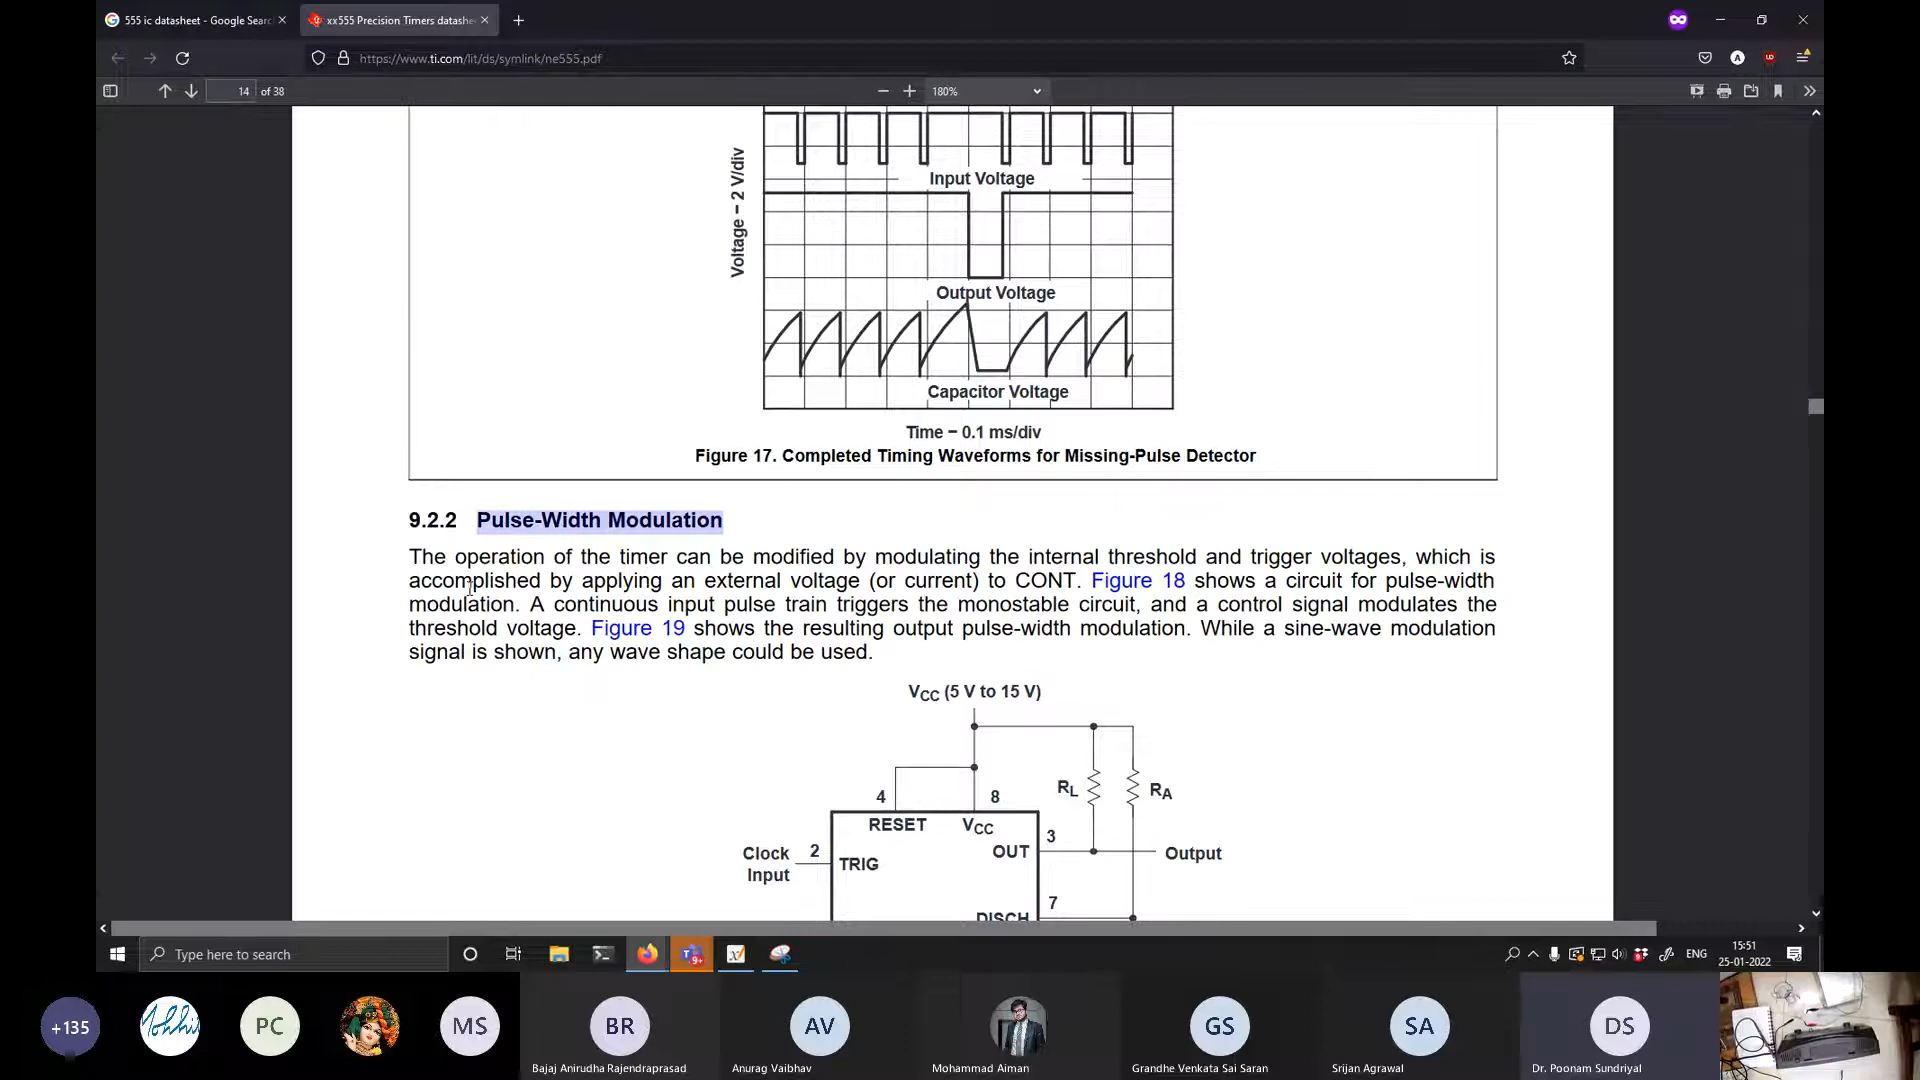 555 ic datasheet - Google Searc
xx555 Precision Timers datashe
https://www.ti.com/lit/ds/symlink/ne555.pdf
14 of 38
180%
Voltage – 2 V/div
Input Voltage
Output Voltage
Capacitor Voltage
Time – 0.1 ms/div
Figure 17. Completed Timing Waveforms for Missing-Pulse Detector
9.2.2 Pulse-Width Modulation
The operation of the timer can be modified by modulating the internal threshold and trigger voltages, which is
accomplished by applying an external voltage (or current) to CONT. Figure 18 shows a circuit for pulse-width
modulation. A continuous input pulse train triggers the monostable circuit, and a control signal modulates the
threshold voltage. Figure 19 shows the resulting output pulse-width modulation. While a sine-wave modulation
signal is shown, any wave shape could be used.
VCC (5 V to 15 V)
RL
RA
4
8
RESET
VCC
3
OUT
Output
Clock
Input
2
TRIG
7
DISCH
Type here to search
9+
ENG
15:51
25-01-2022
+135
Mohhit
PC
MS
BR
Bajaj Anirudha Rajendraprasad
AV
Anurag Vaibhav
Mohammad Aiman
GS
Grandhe Venkata Sai Saran
SA
Srijan Agrawal
DS
Dr. Poonam Sundriyal